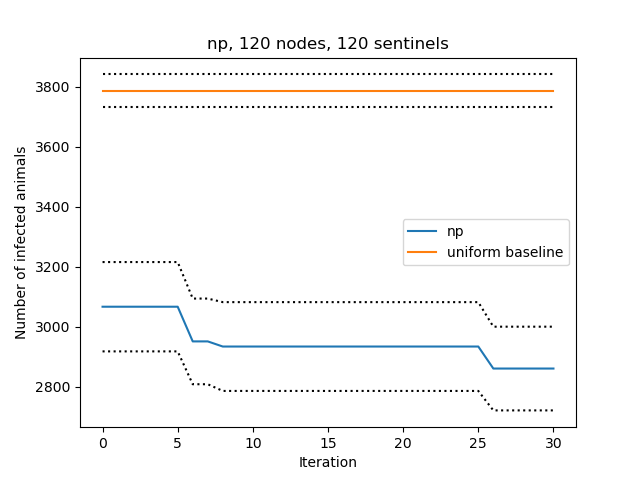 np, 120 nodes, 120 sentinels
Number of infected animals
3800
3600
3400
3200
3000
2800
np
uniform baseline
0 5 10 15 20 25 30
Iteration